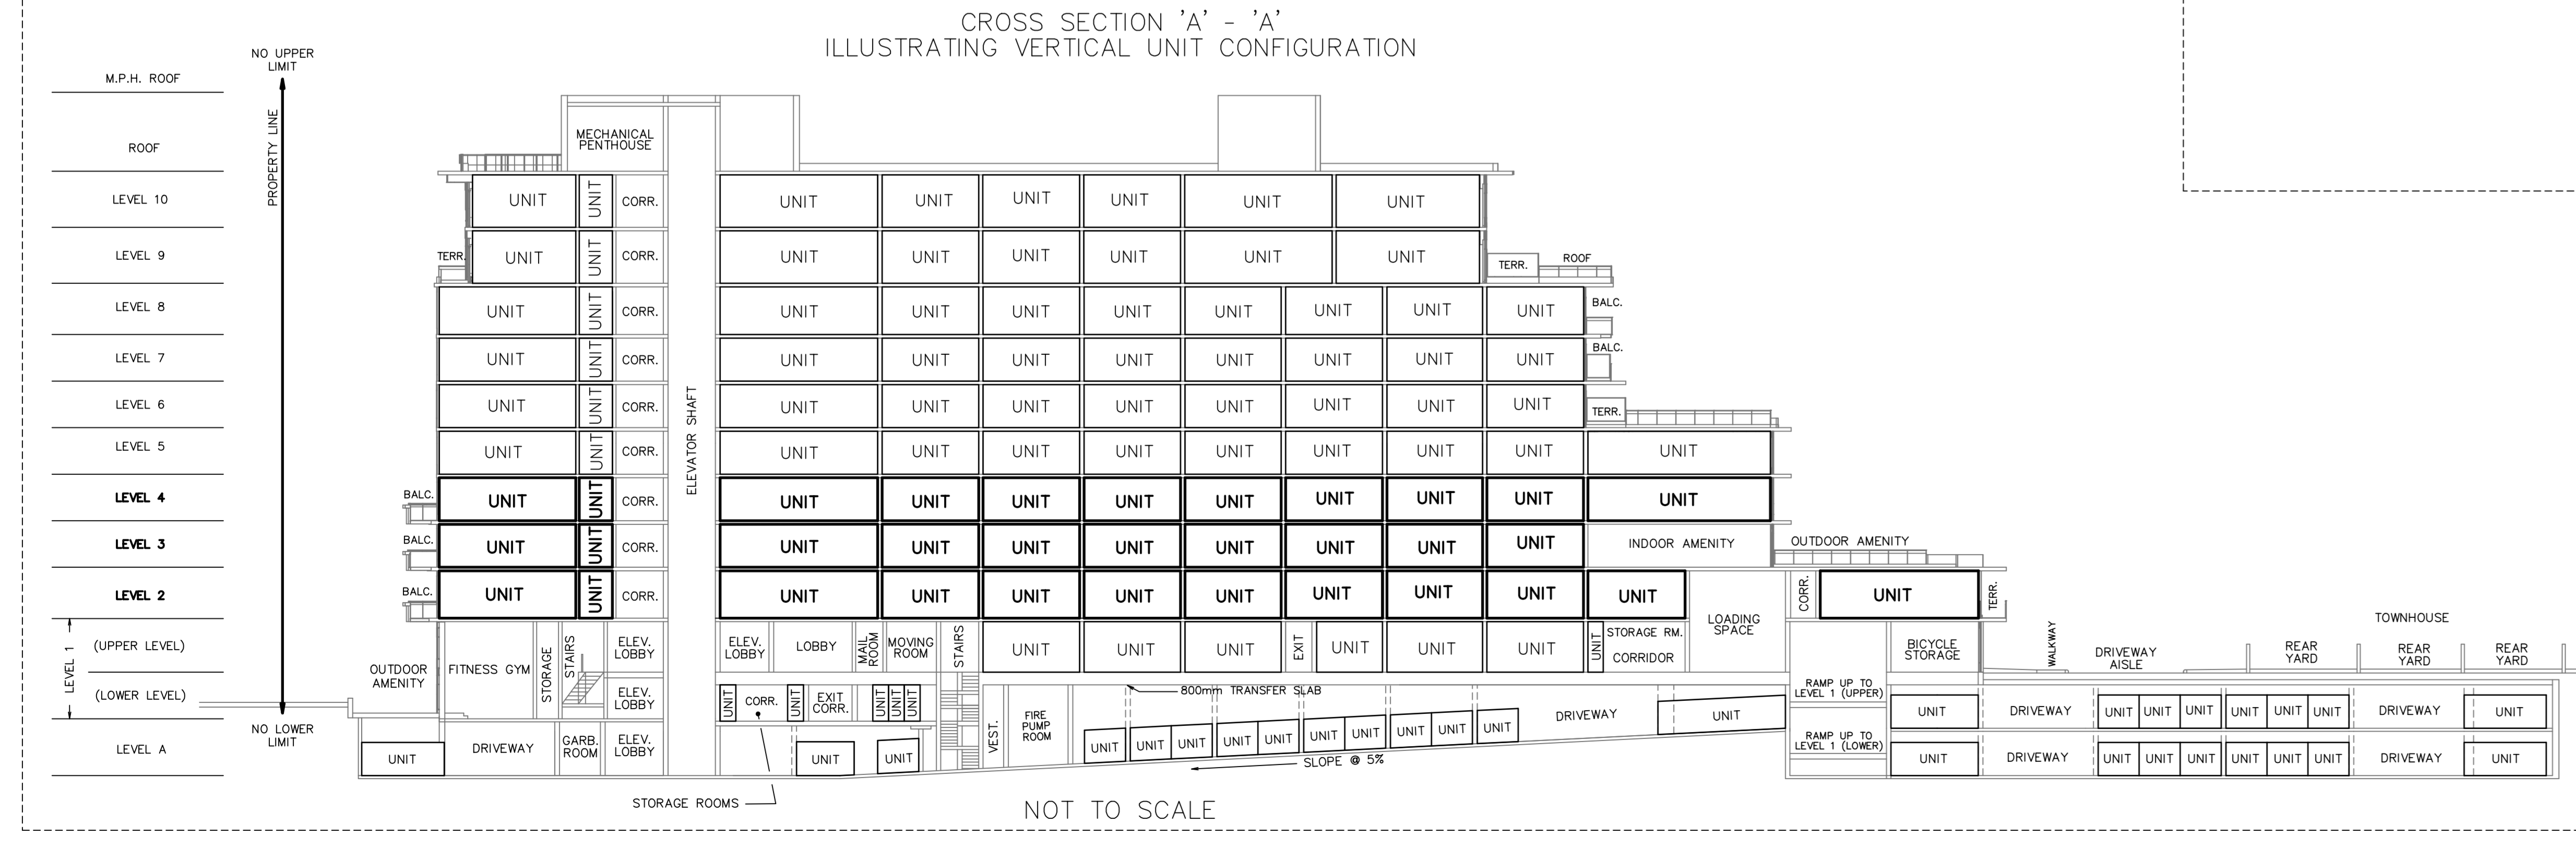 CROSS SECTION 'A' - 'A'
ILLUSTRATING VERTICAL UNIT CONFIGURATION
NO UPPER
LIMIT
M.P.H. ROOF
PROPERTY LINE
MECHANICAL
PENTHOUSE
ROOF
LEVEL 10
UNIT UNIT CORR. UNIT UNIT UNIT UNIT UNIT UNIT
LEVEL 9
TERR. UNIT UNIT CORR. UNIT UNIT UNIT UNIT UNIT UNIT TERR. ROOF
LEVEL 8
UNIT UNIT CORR. UNIT UNIT UNIT UNIT UNIT UNIT UNIT UNIT BALC.
LEVEL 7
UNIT UNIT CORR. UNIT UNIT UNIT UNIT UNIT UNIT UNIT UNIT BALC.
LEVEL 6
UNIT UNIT CORR. UNIT UNIT UNIT UNIT UNIT UNIT UNIT UNIT TERR.
ELEVATOR SHAFT
LEVEL 5
UNIT UNIT CORR. UNIT UNIT UNIT UNIT UNIT UNIT UNIT UNIT UNIT
LEVEL 4
BALC. UNIT UNIT CORR. UNIT UNIT UNIT UNIT UNIT UNIT UNIT UNIT UNIT
LEVEL 3
BALC. UNIT UNIT CORR. UNIT UNIT UNIT UNIT UNIT UNIT UNIT UNIT INDOOR AMENITY OUTDOOR AMENITY
LEVEL 2
BALC. UNIT UNIT CORR. UNIT UNIT UNIT UNIT UNIT UNIT UNIT UNIT UNIT CORR. UNIT TERR.
LEVEL 1
(UPPER LEVEL)
(LOWER LEVEL)
OUTDOOR
AMENITY
FITNESS GYM
STORAGE
STAIRS
ELEV.
LOBBY
ELEV.
LOBBY
ELEV.
LOBBY
LOBBY
MAIL
ROOM
MOVING
ROOM
STAIRS
UNIT UNIT UNIT EXIT UNIT UNIT UNIT UNIT
STORAGE RM.
CORRIDOR
LOADING
SPACE
BICYCLE
STORAGE
WALKWAY
DRIVEWAY
AISLE
TOWNHOUSE
REAR
YARD
REAR
YARD
REAR
YARD
UNIT CORR. UNIT
EXIT
CORR.
UNIT UNIT UNIT
800mm TRANSFER SLAB
RAMP UP TO
LEVEL 1 (UPPER)
UNIT DRIVEWAY UNIT UNIT UNIT UNIT UNIT UNIT DRIVEWAY UNIT
NO LOWER
LIMIT
LEVEL A
UNIT DRIVEWAY
GARB.
ROOM
ELEV.
LOBBY
UNIT UNIT
VEST.
FIRE
PUMP
ROOM
UNIT UNIT UNIT UNIT UNIT UNIT UNIT UNIT UNIT UNIT DRIVEWAY UNIT
RAMP UP TO
LEVEL 1 (LOWER)
UNIT DRIVEWAY UNIT UNIT UNIT UNIT UNIT UNIT DRIVEWAY UNIT
SLOPE @ 5%
STORAGE ROOMS
NOT TO SCALE